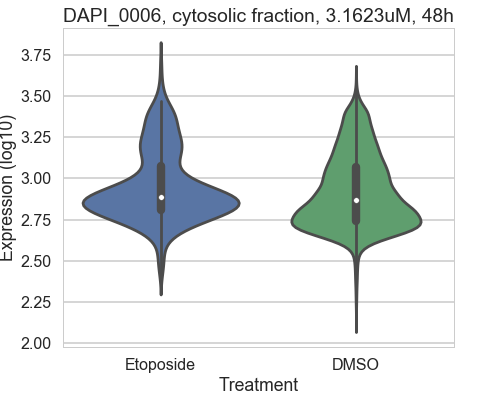 DAPI_0006, cytosolic fraction, 3.1623uM, 48h
3.75
3.50
3.25
3.00
2.75
2.50
2.25
2.00
Expression (log10)
Etoposide DMSO
Treatment